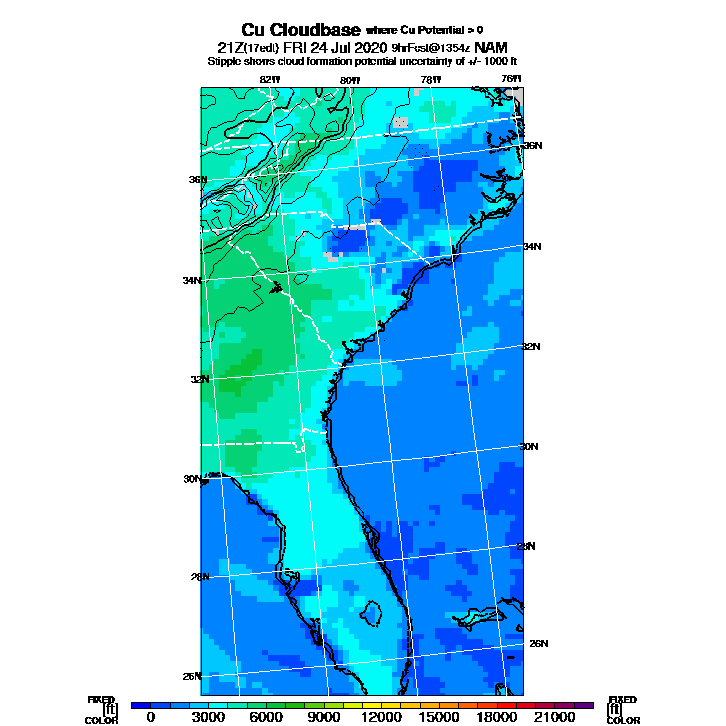 Cu Cloudbase where Cu Potential > 0
21Z(17edt) FRI 24 Jul 2020 9hrFcst@1354z NAM
Stipple shows cloud formation potential uncertainty of +/- 1000 ft
82W 80W 78W 76W
36N
36N
34N
34N
32N
32N
30N
30N
28N
28N
26N
26N
FIXED FIXED
[ft] [ft]
COLOR COLOR
0 3000 6000 9000 12000 15000 18000 21000